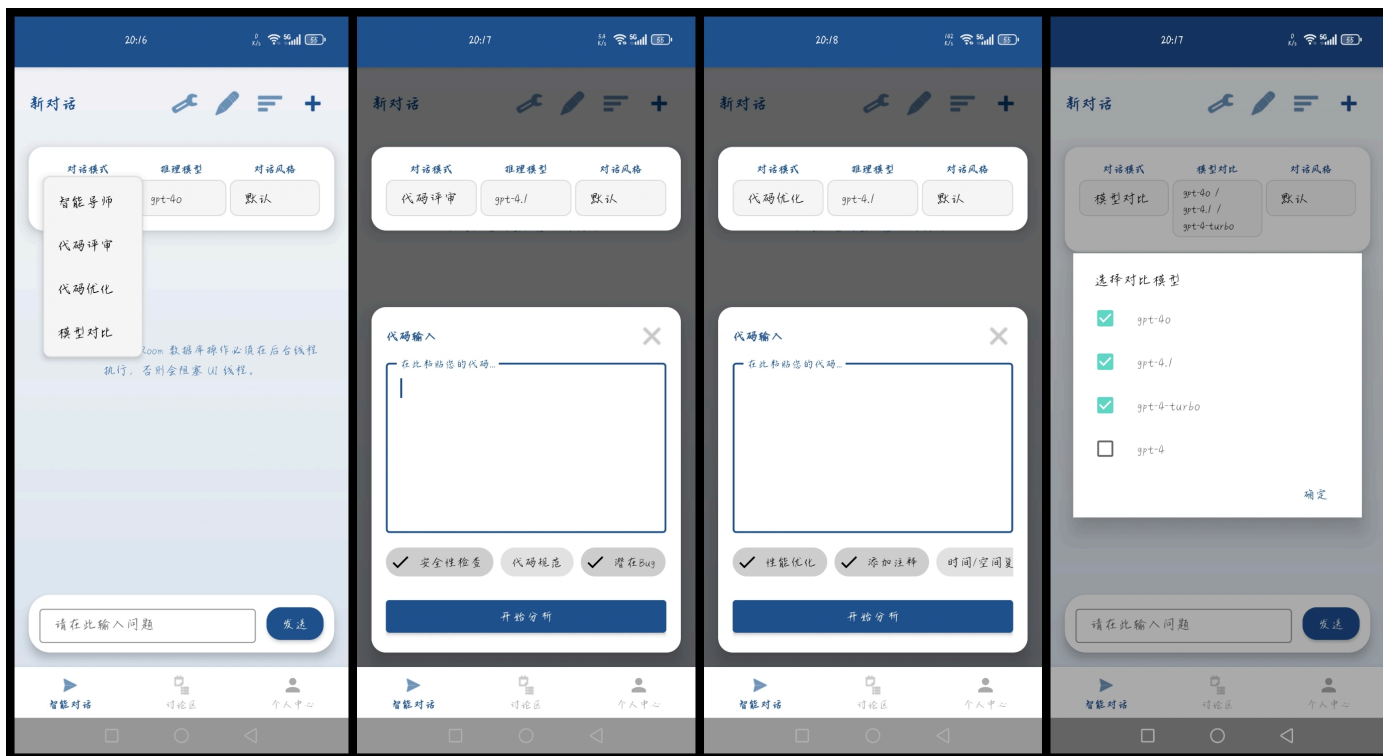 20:16
0 K/s 5G 55
新对话
对话模式 推理模型 对话风格
gpt-4o 默认
智能导师
代码评审
代码优化
模型对比
Room 数据库操作必须在后台线程
执行，否则会阻塞 UI 线程。
请在此输入问题 发送
智能对话 讨论区 个人中心
20:17
5.8 K/s 5G 55
新对话
对话模式 推理模型 对话风格
代码评审 gpt-4.1 默认
代码输入
在此粘贴您的代码...
安全性检查 代码规范 潜在Bug
开始分析
智能对话 讨论区 个人中心
20:18
K/s 5G 55
新对话
对话模式 推理模型 对话风格
代码优化 gpt-4.1 默认
代码输入
在此粘贴您的代码...
性能优化 添加注释 时间/空间复
开始分析
智能对话 讨论区 个人中心
20:17
0 K/s 5G 55
新对话
对话模式 模型对比 对话风格
模型对比 gpt-4o / 默认
gpt-4.1 /
gpt-4-turbo
选择对比模型
gpt-4o
gpt-4.1
gpt-4-turbo
gpt-4
确定
请在此输入问题 发送
智能对话 讨论区 个人中心